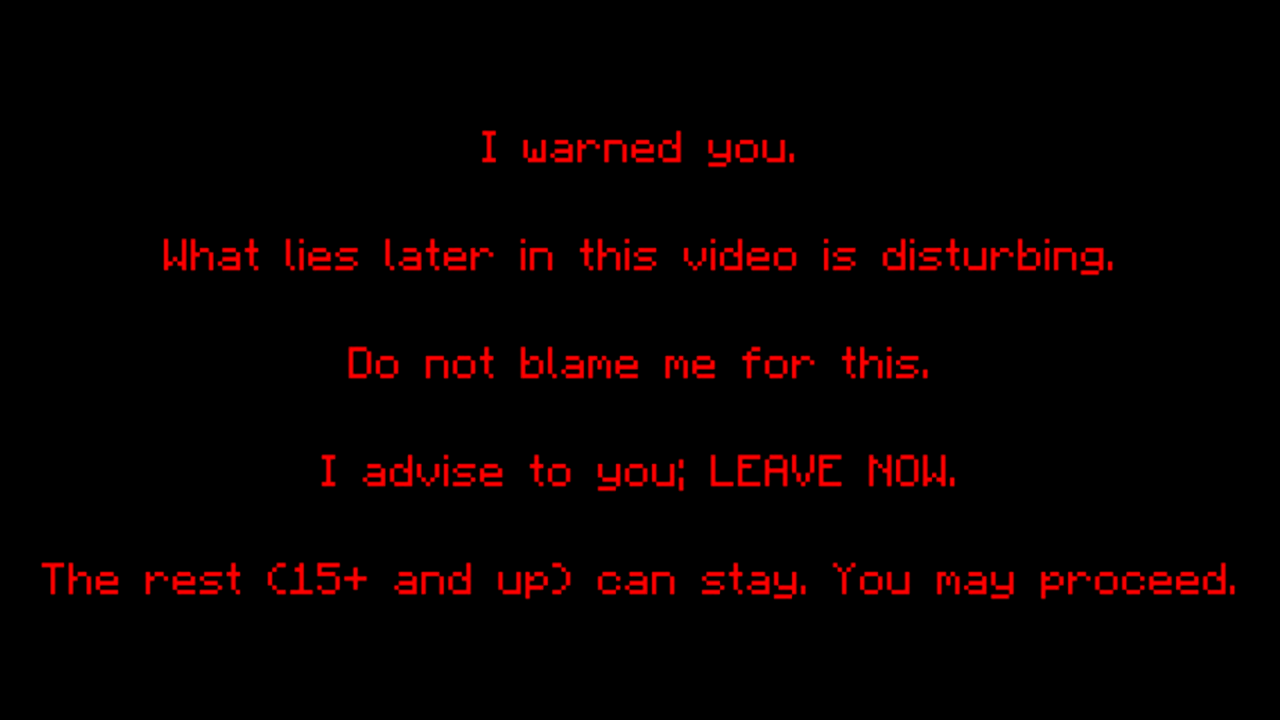 I warned you.
What lies later in this video is disturbing.
Do not blame me for this.
I advise to you; LEAVE NOW.
The rest (15+ and up) can stay. You may proceed.